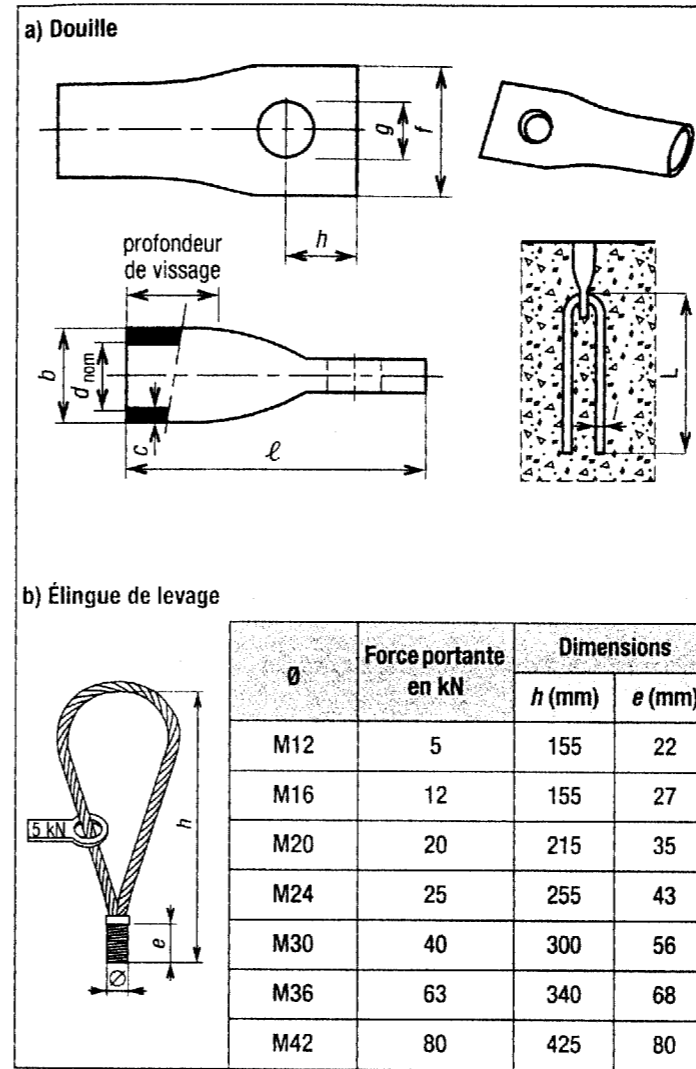 a) Douille
g
f
h
profondeur
de vissage
b
d nom
c
ℓ
L
i
b) Élingue de levage
5 kN
h
e
Ø
Ø Force portante en kN Dimensions
h (mm) e (mm)
M12 5 155 22
M16 12 155 27
M20 20 215 35
M24 25 255 43
M30 40 300 56
M36 63 340 68
M42 80 425 80